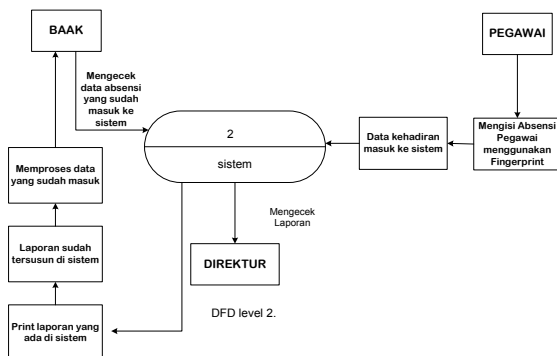 BAAK
PEGAWAI
Mengecek
data absensi
yang sudah
masuk ke
sistem
2
sistem
Data kehadiran
masuk ke sistem
Mengisi Absensi
Pegawai
menggunakan
Fingerprint
Memproses data
yang sudah masuk
Mengecek
Laporan
Laporan sudah
tersusun di sistem
DIREKTUR
DFD level 2.
Print laporan yang
ada di sistem